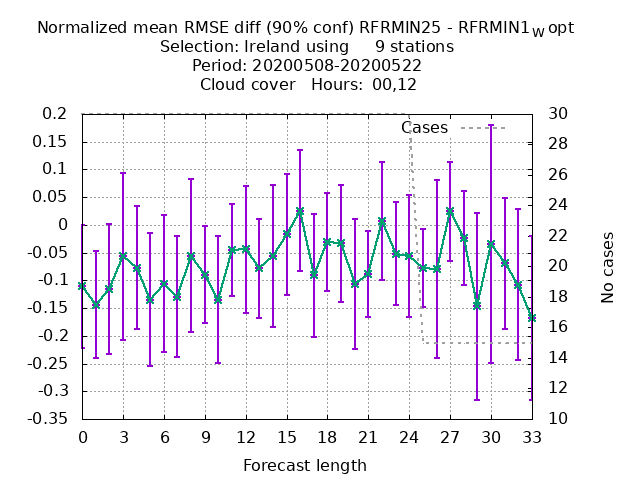 Normalized mean RMSE diff (90% conf) RFRMIN25 - RFRMIN1W opt
Selection: Ireland using 9 stations
Period: 20200508-20200522
Cloud cover Hours: 00,12
Cases
0.2
0.15
0.1
0.05
0
-0.05
-0.1
-0.15
-0.2
-0.25
-0.3
-0.35
30
28
26
24
22
20
18
16
14
12
10
No cases
0 3 6 9 12 15 18 21 24 27 30 33
Forecast length